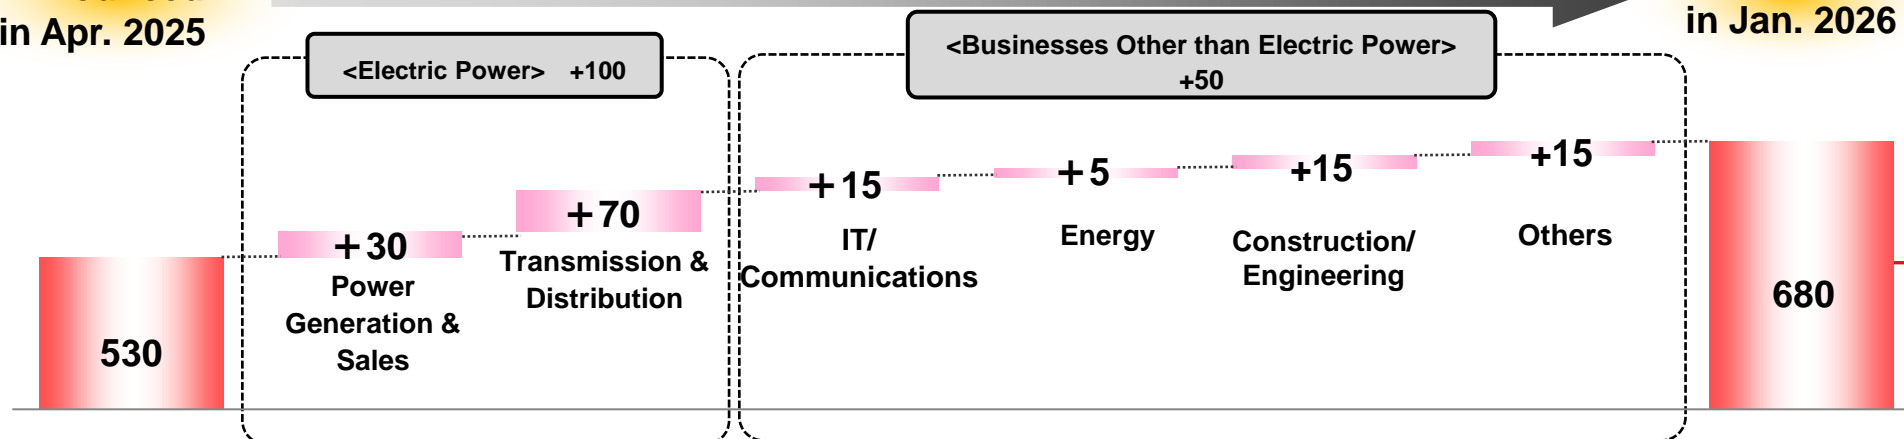 in Apr. 2025
in Jan. 2026
<Electric Power> +100
<Businesses Other than Electric Power>
+50
530
+30
Power
Generation &
Sales
+70
Transmission &
Distribution
+15
IT/
Communications
+5
Energy
+15
Construction/
Engineering
+15
Others
680